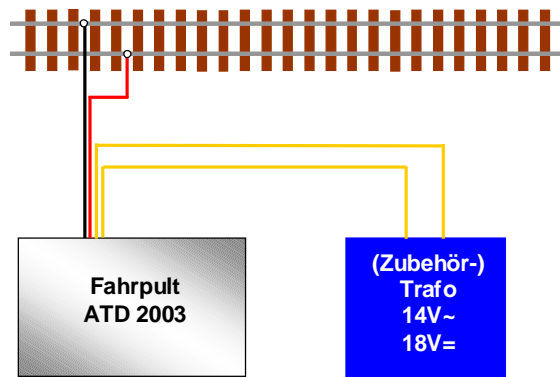 Fahrpult
ATD 2003
(Zubehör-)
Trafo
14V~
18V=